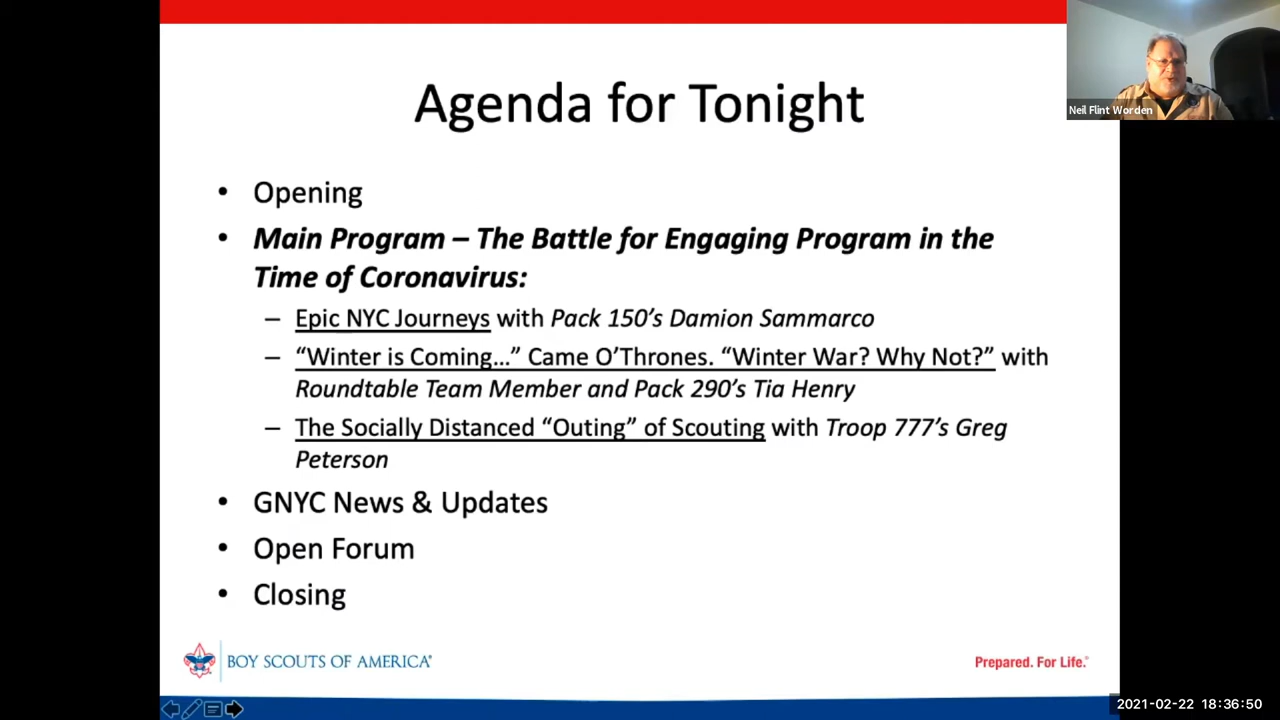 Agenda for Tonight
Neil Flint Worden
• Opening
• Main Program – The Battle for Engaging Program in the
Time of Coronavirus:
– Epic NYC Journeys with Pack 150’s Damion Sammarco
– “Winter is Coming…” Came O’Thrones. “Winter War? Why Not?” with
Roundtable Team Member and Pack 290’s Tia Henry
– The Socially Distanced “Outing” of Scouting with Troop 777’s Greg
Peterson
• GNYC News & Updates
• Open Forum
• Closing
BOY SCOUTS OF AMERICA®
Prepared. For Life.®
2021-02-22 18:36:50